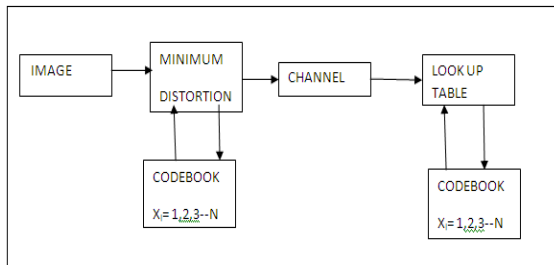 IMAGE
MINIMUM
DISTORTION
CHANNEL
LOOK UP
TABLE
CODEBOOK
Xᵢ= 1,2,3--N
CODEBOOK
Xᵢ= 1,2,3--N